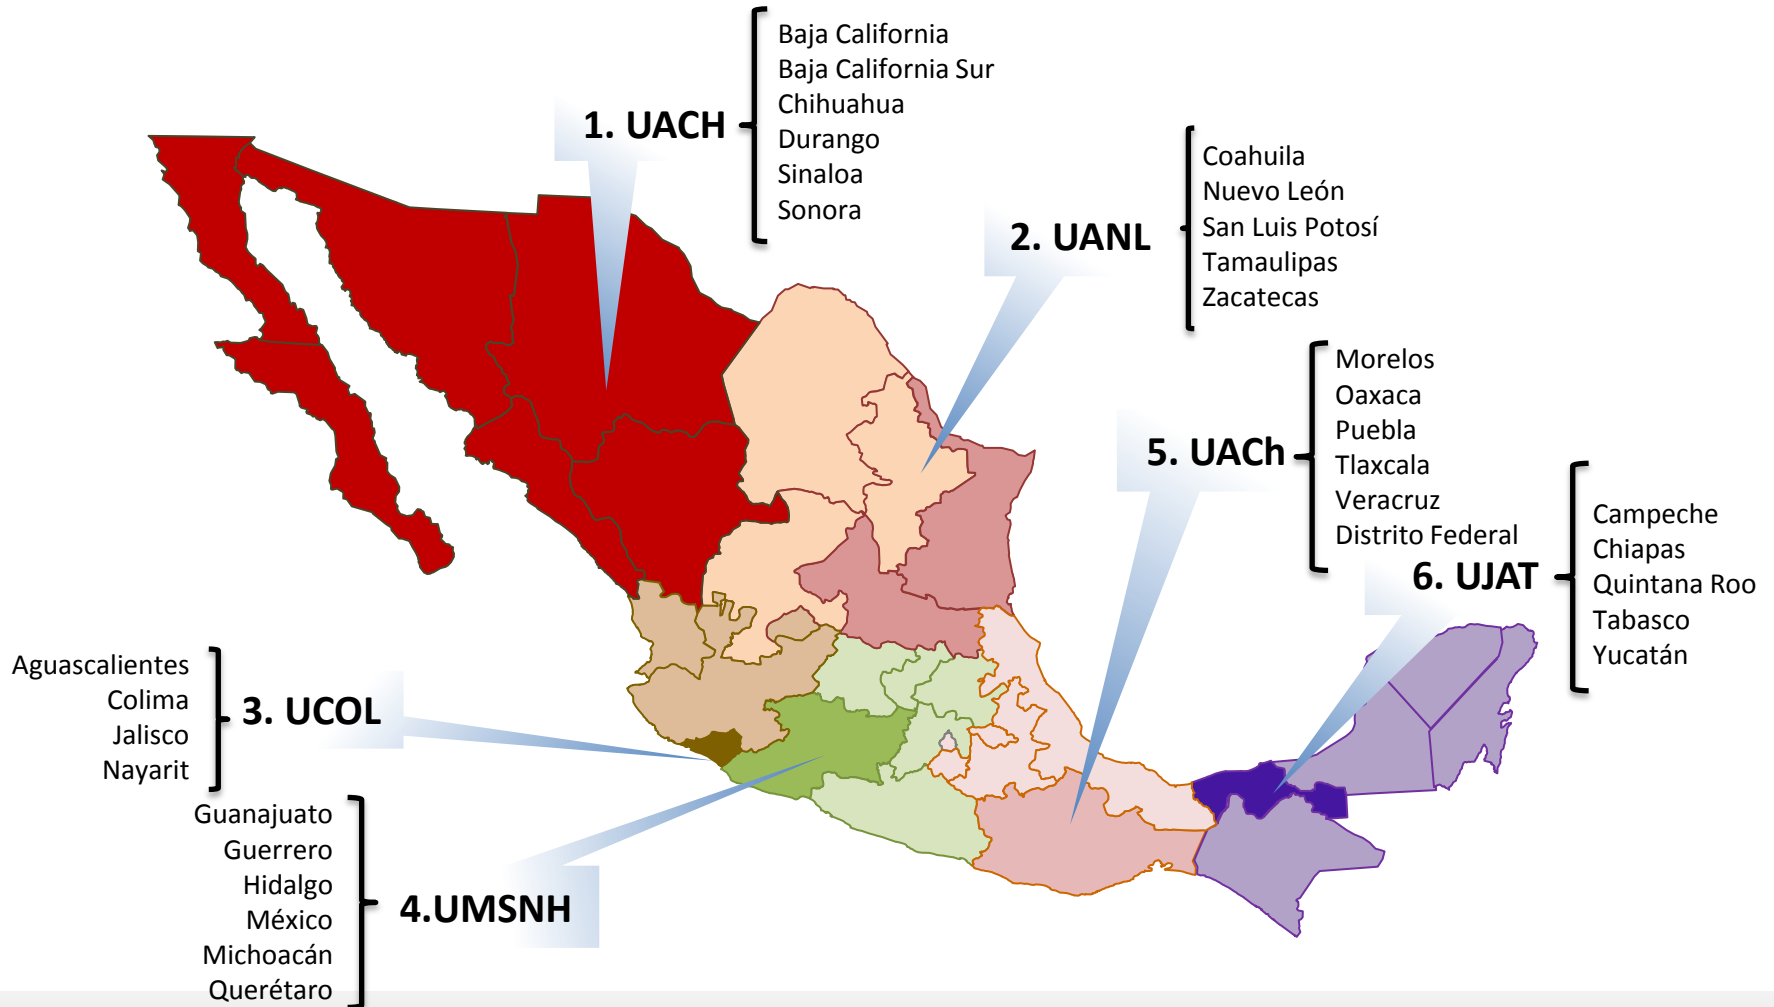 1. UACH
Baja California
Baja California Sur
Chihuahua
Durango
Sinaloa
Sonora
2. UANL
Coahuila
Nuevo León
San Luis Potosí
Tamaulipas
Zacatecas
5. UACh
Morelos
Oaxaca
Puebla
Tlaxcala
Veracruz
Distrito Federal
6. UJAT
Campeche
Chiapas
Quintana Roo
Tabasco
Yucatán
Aguascalientes
Colima
Jalisco
Nayarit
3. UCOL
Guanajuato
Guerrero
Hidalgo
México
Michoacán
Querétaro
4.UMSNH